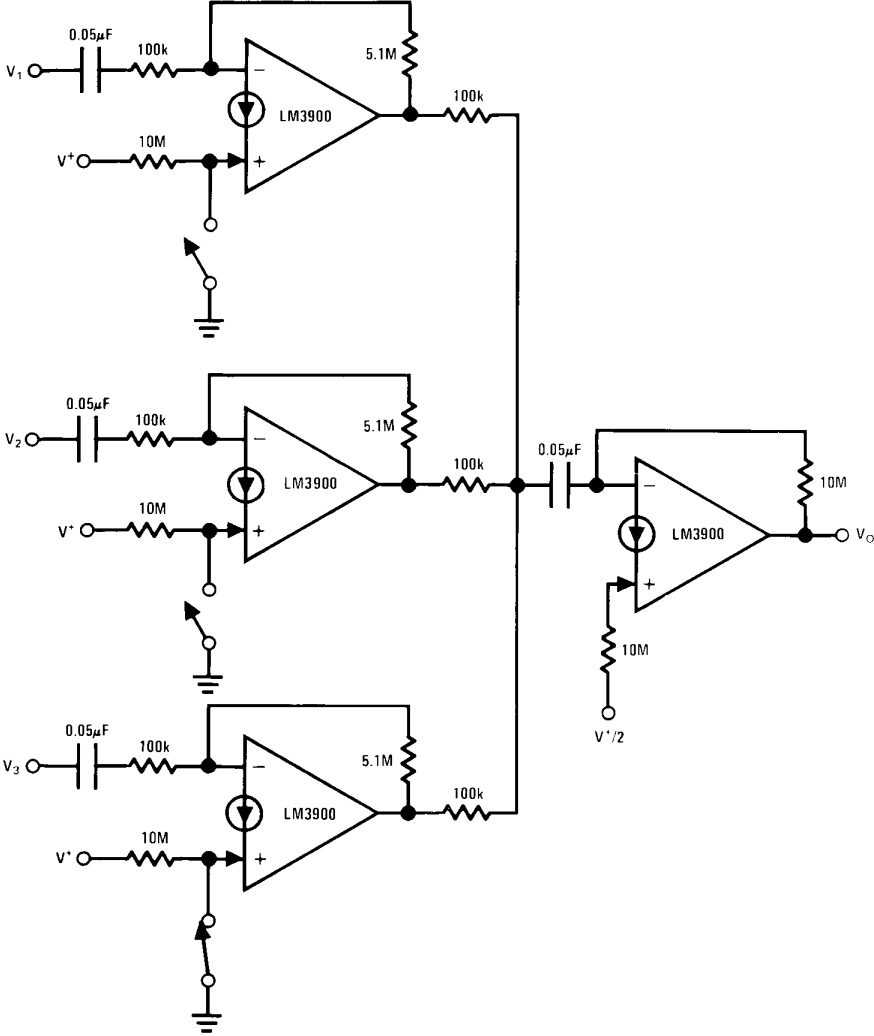 0.05µF
100k
5.1M
V1
−
LM3900
100k
10M
V+
+
0.05µF
100k
5.1M
V2
−
LM3900
100k
0.05µF
10M
V+
+
−
10M
LM3900
VO
+
10M
V+/2
0.05µF
100k
5.1M
V3
−
LM3900
100k
10M
V+
+